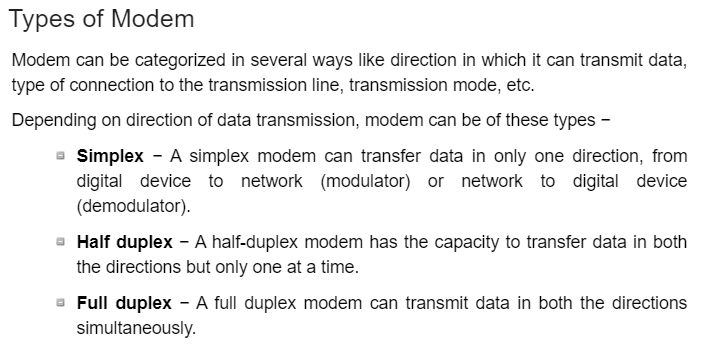 Types of Modem
Modem can be categorized in several ways like direction in which it can transmit data,
type of connection to the transmission line, transmission mode, etc.
Depending on direction of data transmission, modem can be of these types −
Simplex − A simplex modem can transfer data in only one direction, from
digital device to network (modulator) or network to digital device
(demodulator).
Half duplex − A half-duplex modem has the capacity to transfer data in both
the directions but only one at a time.
Full duplex − A full duplex modem can transmit data in both the directions
simultaneously.